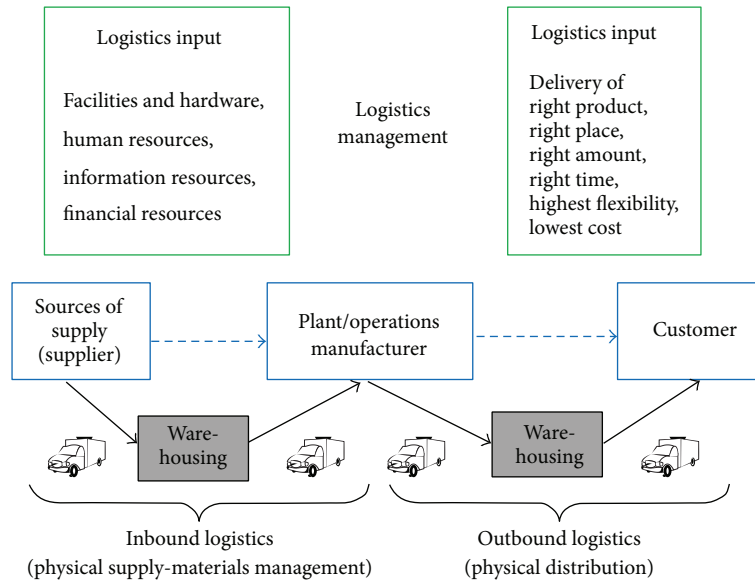 Logistics input
Facilities and hardware,
human resources,
information resources,
financial resources
Logistics
management
Logistics input
Delivery of
right product,
right place,
right amount,
right time,
highest flexibility,
lowest cost
Sources of
supply
(supplier)
Plant/operations
manufacturer
Customer
Ware-
housing
Ware-
housing
Inbound logistics
(physical supply-materials management)
Outbound logistics
(physical distribution)